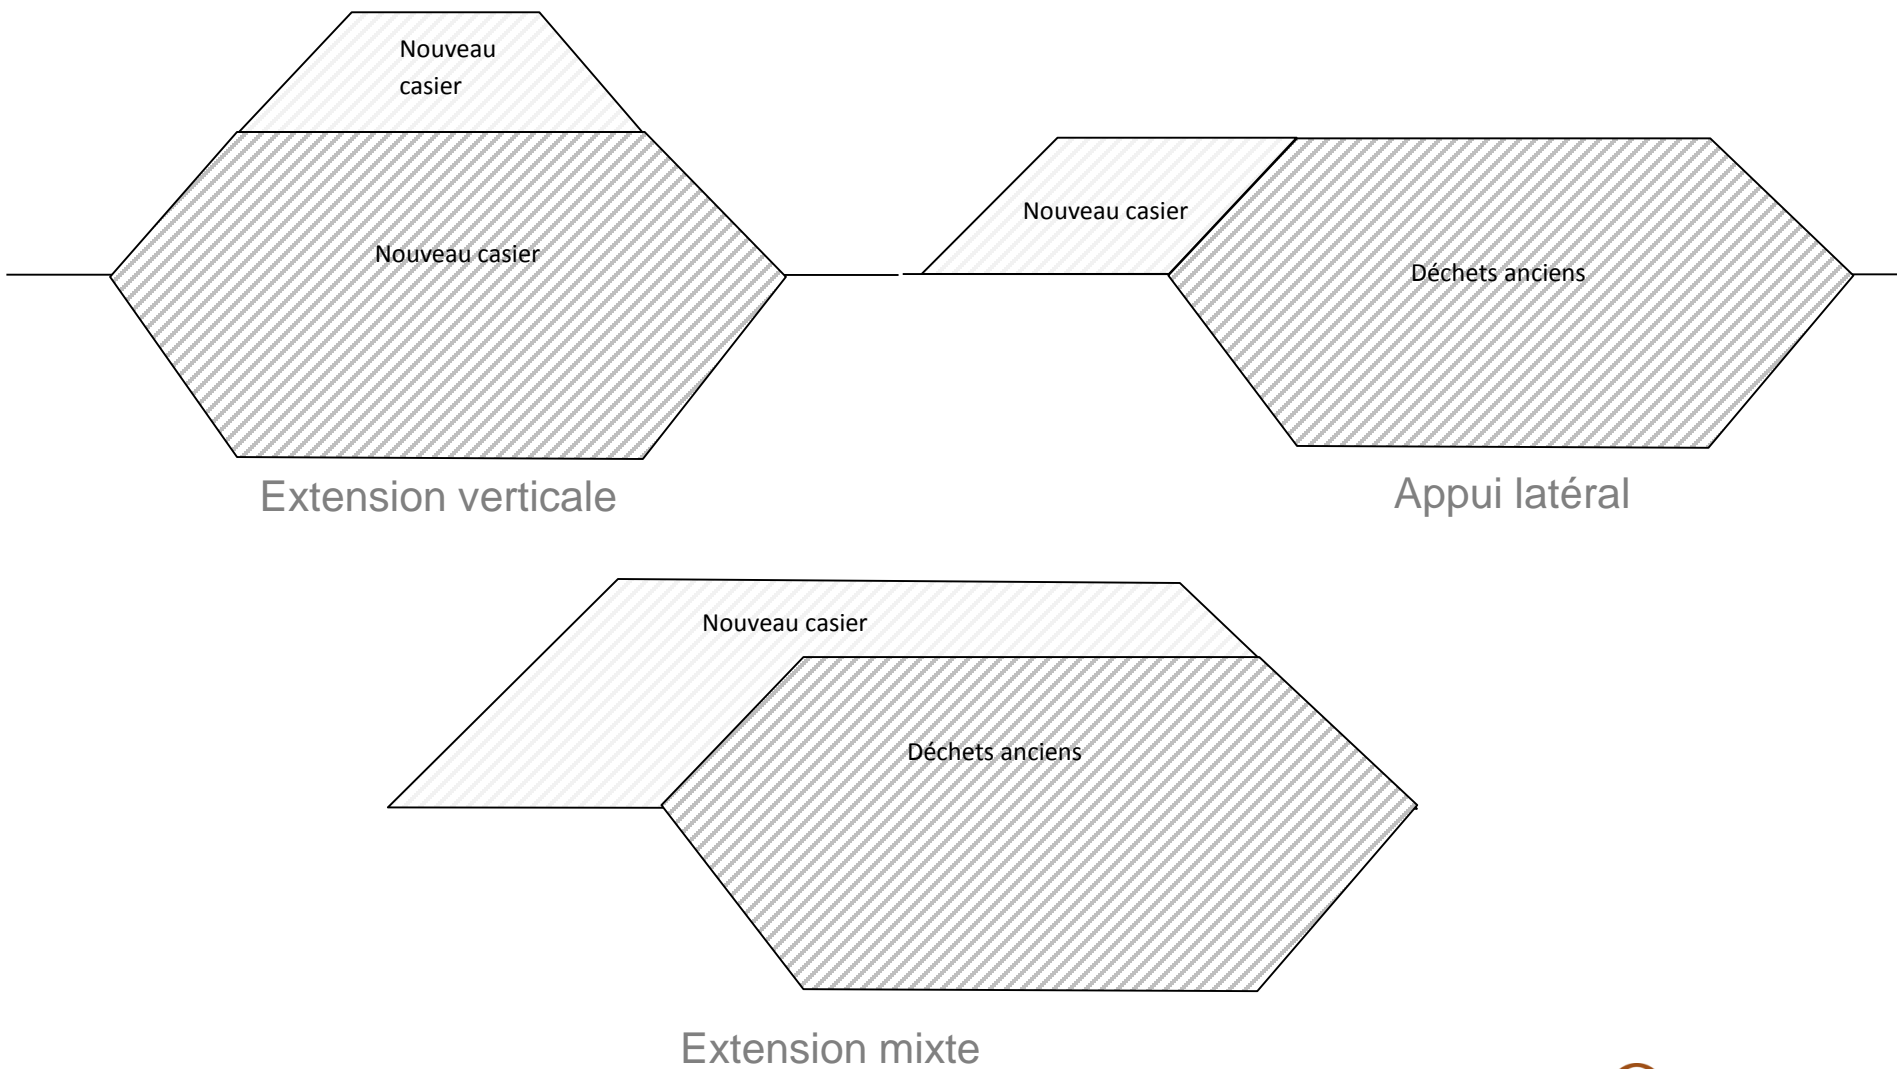 Nouveau
casier
Nouveau casier
Extension verticale
Nouveau casier
Déchets anciens
Appui latéral
Nouveau casier
Déchets anciens
Extension mixte